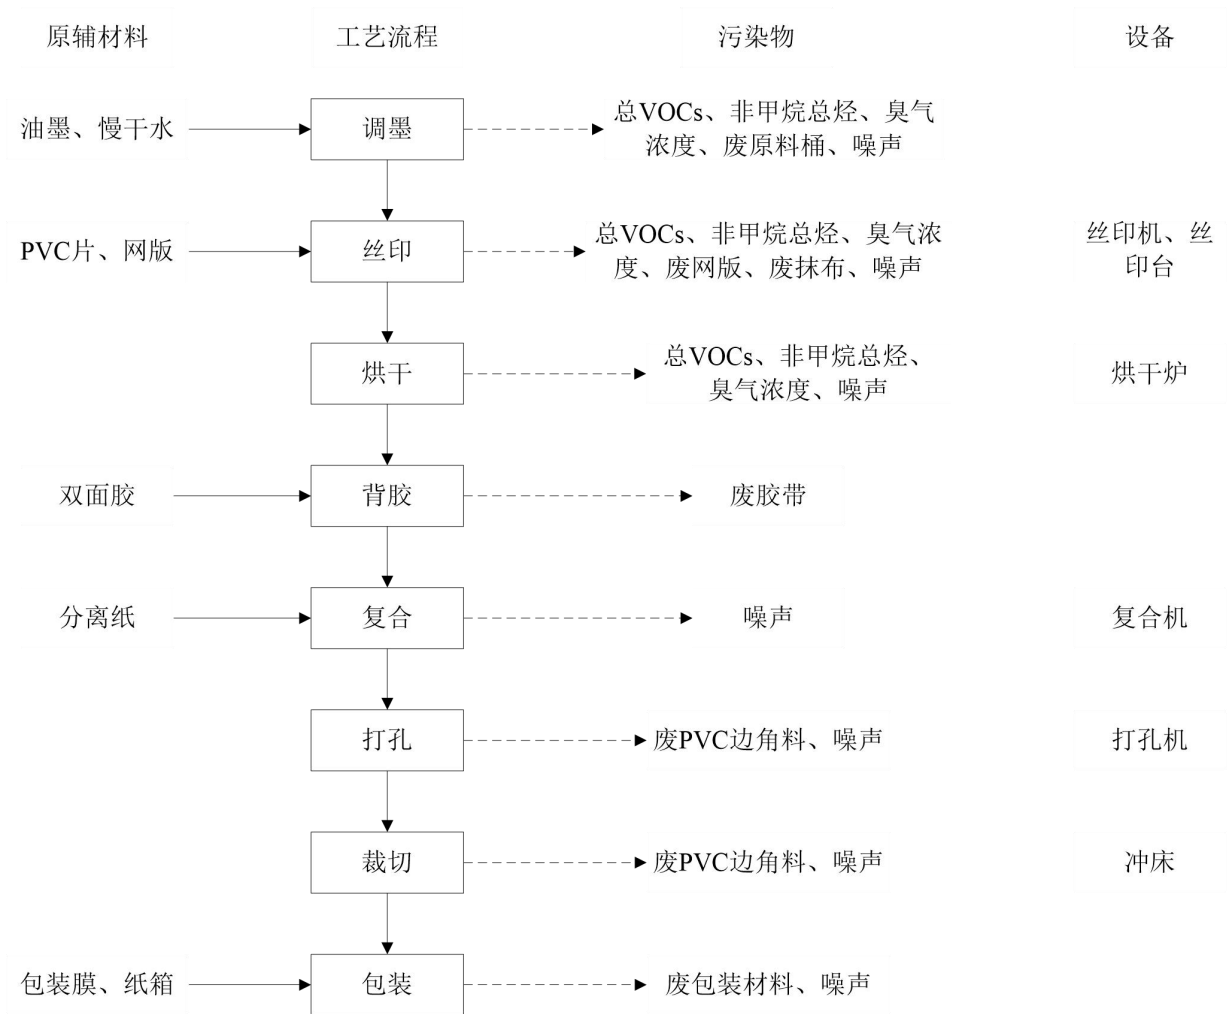 原辅材料 工艺流程 污染物 设备
油墨、慢干水 调墨 总VOCs、非甲烷总烃、臭气
浓度、废原料桶、噪声
PVC片、网版 丝印 总VOCs、非甲烷总烃、臭气浓
度、废网版、废抹布、噪声
丝印机、丝
印台
烘干 总VOCs、非甲烷总烃、
臭气浓度、噪声
烘干炉
双面胶 背胶 废胶带
分离纸 复合 噪声 复合机
打孔 废PVC边角料、噪声 打孔机
裁切 废PVC边角料、噪声 冲床
包装膜、纸箱 包装 废包装材料、噪声